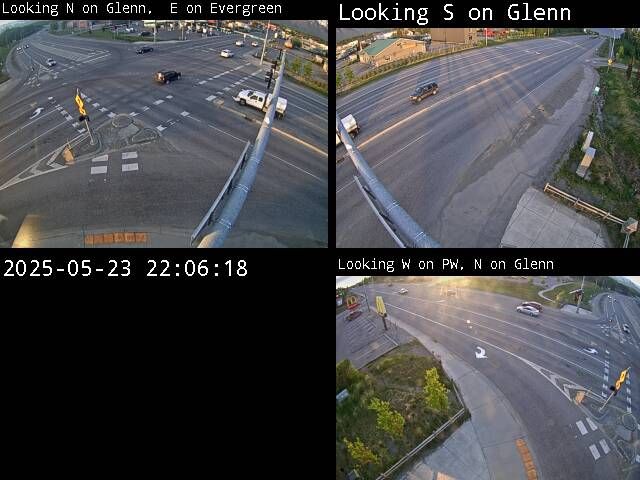 Looking N on Glenn, E on Evergreen
Looking S on Glenn
2025-05-23 22:06:18
Looking W on PW, N on Glenn